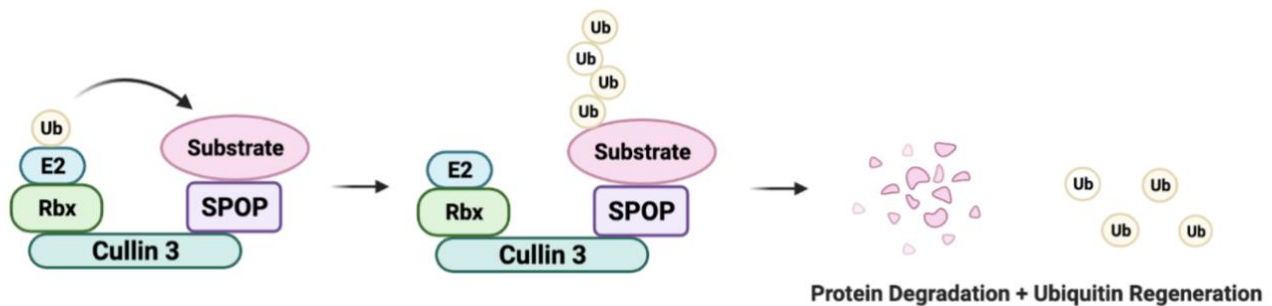 Ub
E2
Rbx
Substrate
SPOP
Cullin 3
Ub
Ub
Ub
Ub
E2
Rbx
Substrate
SPOP
Cullin 3
Ub
Ub
Ub
Ub
Protein Degradation + Ubiquitin Regeneration